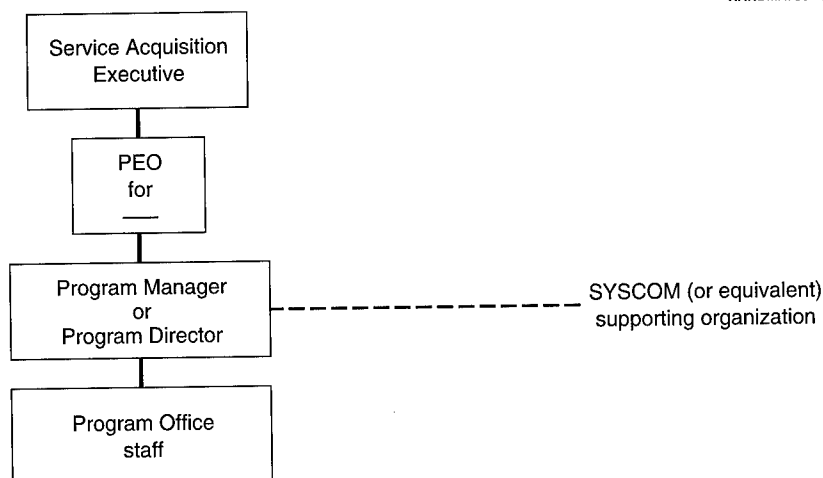 Service Acquisition
Executive
PEO
for
Program Manager
or
Program Director
SYSCOM (or equivalent)
supporting organization
Program Office
staff